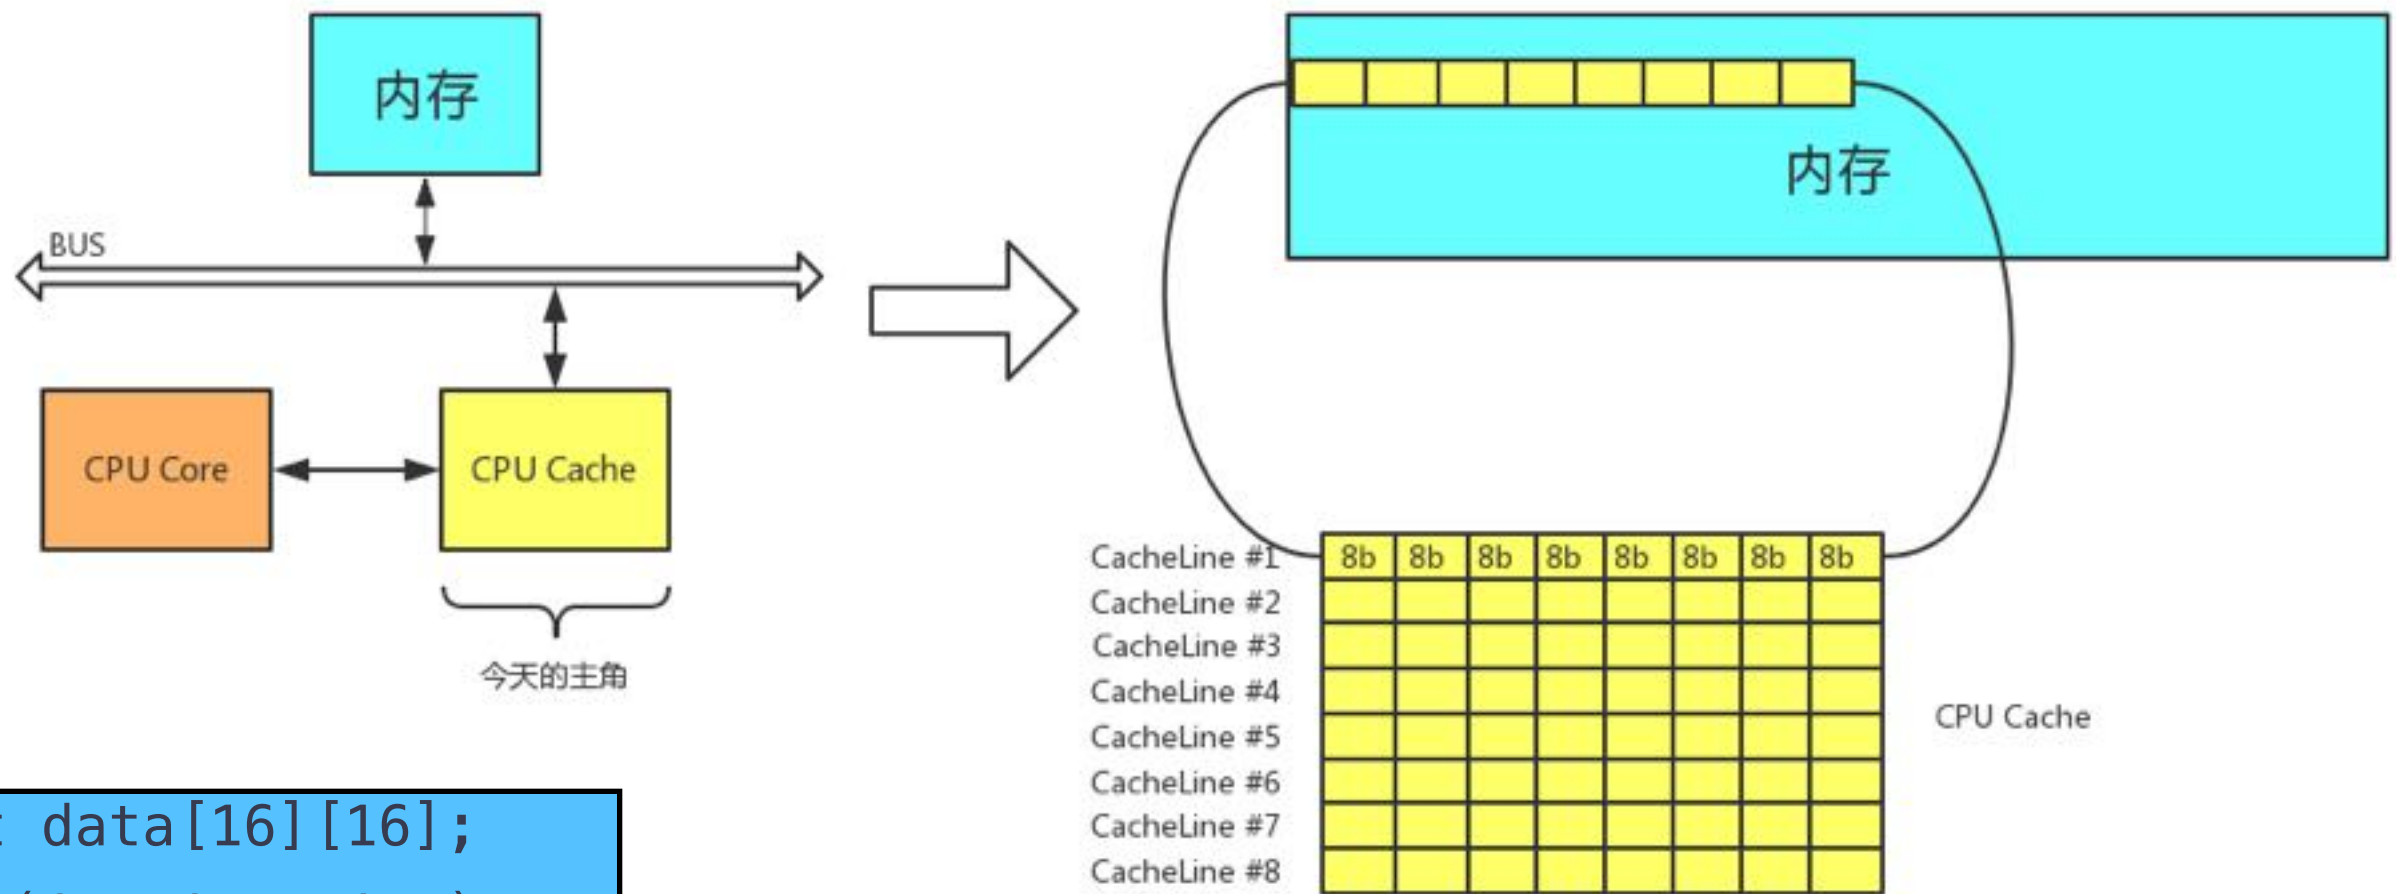 内存
BUS
CPU Core
CPU Cache
今天的主角
内存
CacheLine #1 8b 8b 8b 8b 8b 8b 8b 8b
CacheLine #2
CacheLine #3
CacheLine #4
CacheLine #5
CacheLine #6
CacheLine #7
CacheLine #8
CPU Cache
data[16][16];